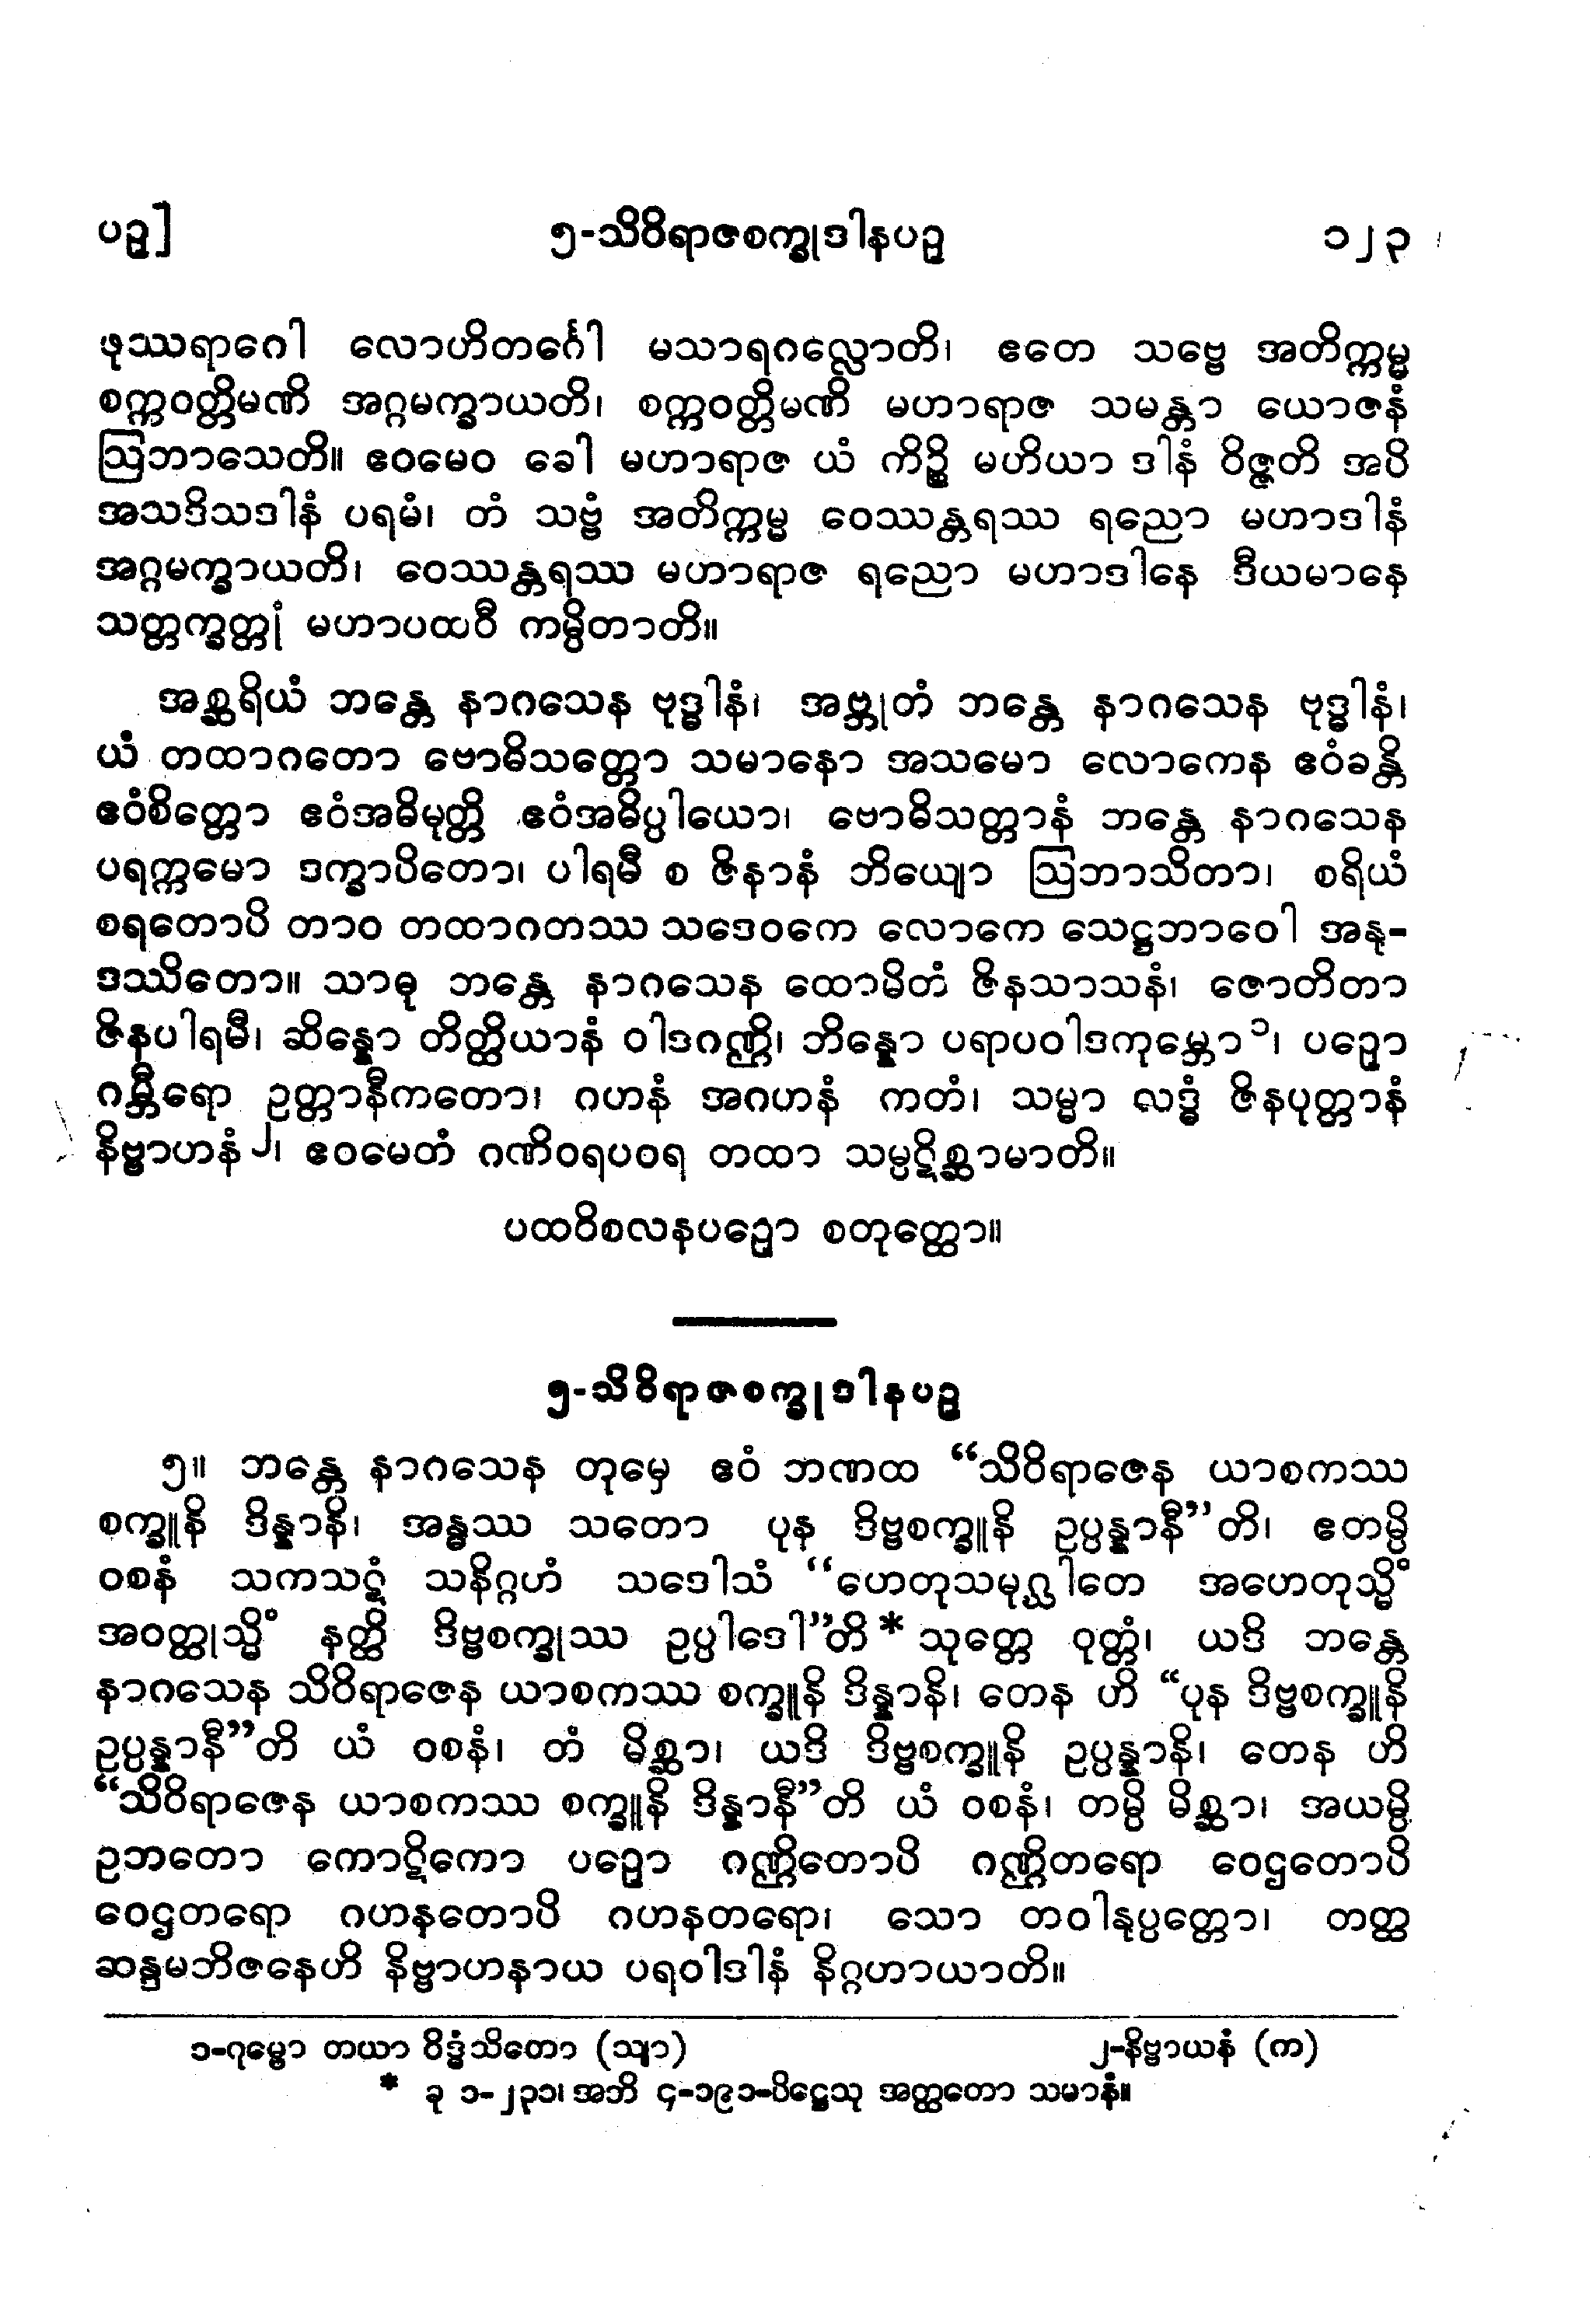 ပဉှ]
၅-သိဝိရာဇစက္ခုဒါနပဉှ
၁၂၃
ဖုဿရာဂေါ လောဟိတင်္ဂေါ မသာရဂလ္လောတိ၊ ဧတေ သဗ္ဗေ အတိက္ကမ္မ
စက္ကဝတ္တိမဏိ အဂ္ဂမက္ခာယတိ၊ စက္ကဝတ္တိမဏိ မဟာရာဇ သမန္တာ ယောဇနံ
ဩဘာသေတိ။ ဧဝမေဝ ခေါ မဟာရာဇ ယံ ကိဉ္စိ မဟိယာ ဒါနံ ဝိဇ္ဇတိ အပိ
အသဒိသဒါနံ ပရမံ၊ တံ သဗ္ဗံ အတိက္ကမ္မ ဝေဿန္တရဿ ရညော မဟာဒါနံ
အဂ္ဂမက္ခာယတိ၊ ဝေဿန္တရဿ မဟာရာဇ ရညော မဟာဒါနေ ဒီယမာနေ
သတ္တက္ခတ္တုံ မဟာပထဝီ ကမ္ပိတာတိ။
အစ္ဆရိယံ ဘန္တေ နာဂသေန ဗုဒ္ဓါနံ၊ အဗ္ဘုတံ ဘန္တေ နာဂသေန ဗုဒ္ဓါနံ၊
ယံ တထာဂတော ဗောဓိသတ္တော သမာနော အသမော လောကေန ဧဝံခန္တိ
ဧဝံစိတ္တော ဧဝံအဓိမုတ္တိ ဧဝံအဓိပ္ပါယော၊ ဗောဓိသတ္တာနံ ဘန္တေ နာဂသေန
ပရက္ကမော ဒက္ခာပိတော၊ ပါရမီ စ ဇိနာနံ ဘိယျော ဩဘာသိတာ၊ စရိယံ
စရတောပိ တာဝ တထာဂတဿ သဒေဝကေ လောကေ သေဋ္ဌဘာဝေါ အနု-
ဒဿိတော။ သာဓု ဘန္တေ နာဂသေန ထောမိတံ ဇိနသာသနံ၊ ဇောတိတာ
ဇိနပါရမီ၊ ဆိန္နော တိတ္ထိယာနံ ဝါဒဂဏ္ဌိ၊ ဘိန္နော ပရာပဝါဒကုမ္ဘော၁၊ ပဉှော
ဂမ္ဘီရော ဥတ္တာနီကတော၊ ဂဟနံ အဂဟနံ ကတံ၊ သမ္မာ လဒ္ဓံ ဇိနပုတ္တာနံ
နိဗ္ဗာဟနံ၂၊ ဧဝမေတံ ဂဏိဝရပဝရ တထာ သမ္ပဋိစ္ဆာမာတိ။
ပထဝိစလနပဉှော စတုတ္ထော။
၅-သိဝိရာဇစက္ခုဒါနပဉှ
၅။ ဘန္တေ နာဂသေန တုမှေ ဧဝံ ဘဏထ “သိဝိရာဇေန ယာစကဿ
စက္ခူနိ ဒိန္နာနိ၊ အန္ဓဿ သတော ပုန ဒိဗ္ဗစက္ခူနိ ဥပ္ပန္နာနီ”တိ၊ ဧတမ္ပိ
ဝစနံ သကသဋံ သနိဂ္ဂဟံ သဒေါသံ “ဟေတုသမုဂ္ဃါတေ အဟေတုသ္မိံ
အဝတ္ထုသ္မိံ နတ္ထိ ဒိဗ္ဗစက္ခုဿ ဥပ္ပါဒေါ”တိ * သုတ္တေ ဝုတ္တံ၊ ယဒိ ဘန္တေ
နာဂသေန သိဝိရာဇေန ယာစကဿ စက္ခူနိ ဒိန္နာနိ၊ တေန ဟိ “ပုန ဒိဗ္ဗစက္ခူနိ
ဥပ္ပန္နာနီ”တိ ယံ ဝစနံ၊ တံ မိစ္ဆာ၊ ယဒိ ဒိဗ္ဗစက္ခူနိ ဥပ္ပန္နာနိ၊ တေန ဟိ
“သိဝိရာဇေန ယာစကဿ စက္ခူနိ ဒိန္နာနီ”တိ ယံ ဝစနံ၊ တမ္ပိ မိစ္ဆာ၊ အယမ္ပိ
ဥဘတော ကောဋိကော ပဉှော ဂဏ္ဌိတောပိ ဂဏ္ဌိတရော ဝေဌတောပိ
ဝေဌတရော ဂဟနတောပိ ဂဟနတရော၊ သော တဝါနုပ္ပတ္တော၊ တတ္ထ
ဆန္ဒမဘိဇနေဟိ နိဗ္ဗာဟနာယ ပရဝါဒါနံ နိဂ္ဂဟာယာတိ။
၁-ဂုမ္ဗော တယာ ဝိဒ္ဓံသိတော (သျာ)
၂-နိဗ္ဗာယနံ (က)
* ခု ၁-၂၃၁၊ အဘိ ၄-၁၉၁-ပိဋ္ဌေသု အတ္ထတော သမာနံ။